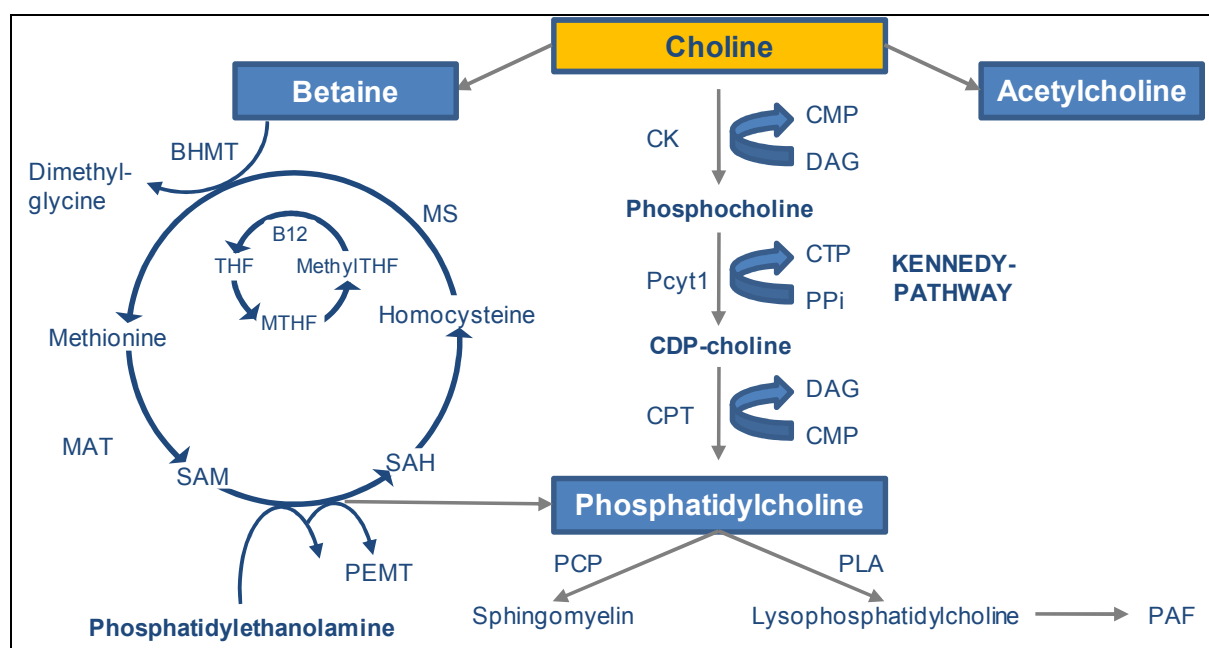 Choline
Betaine
Acetylcholine
BHMT
CK
CMP
DAG
Dimethyl-
glycine
MS
Phosphocholine
B12
THF
MethylTHF
MTHF
Homocysteine
Methionine
Pcyt1
CTP
PPi
KENNEDY-
PATHWAY
CDP-choline
CPT
DAG
CMP
MAT
SAM
SAH
Phosphatidylcholine
PEMT
PCP
PLA
Phosphatidylethanolamine
Sphingomyelin
Lysophosphatidylcholine
PAF